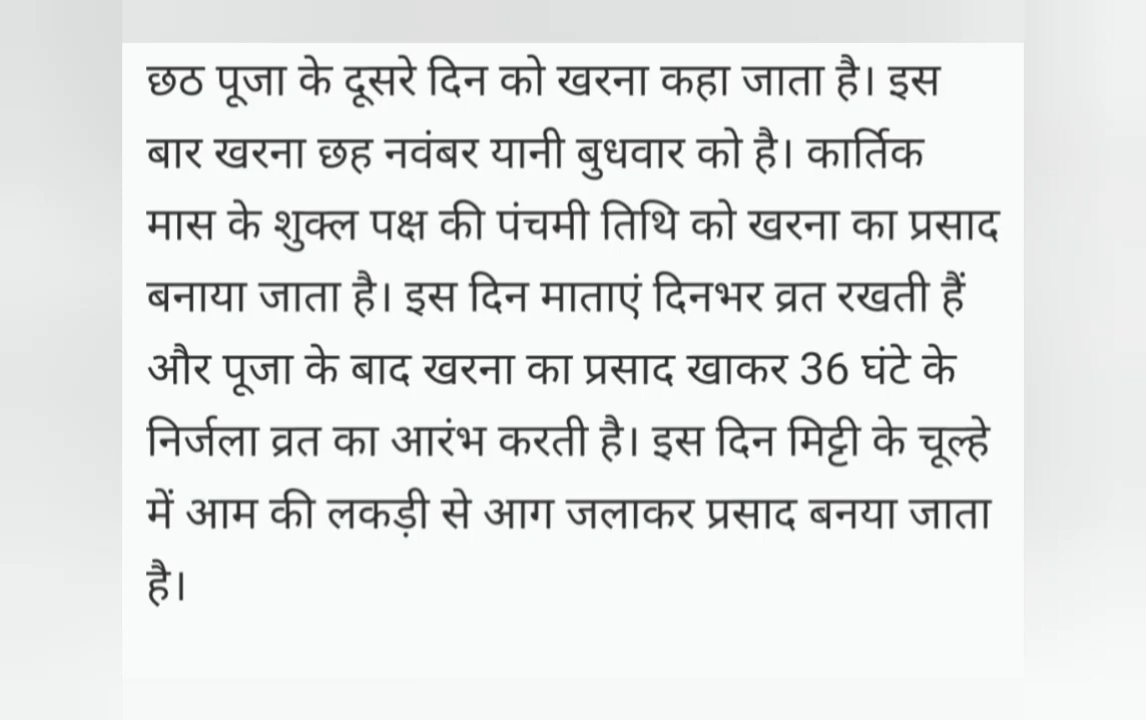 छठ पूजा के दूसरे दिन को खरना कहा जाता है। इस
बार खरना छह नवंबर यानी बुधवार को है। कार्तिक
मास के शुक्ल पक्ष की पंचमी तिथि को खरना का प्रसाद
बनाया जाता है। इस दिन माताएं दिनभर व्रत रखती हैं
और पूजा के बाद खरना का प्रसाद खाकर 36 घंटे के
निर्जला व्रत का आरंभ करती है। इस दिन मिट्टी के चूल्हे
में आम की लकड़ी से आग जलाकर प्रसाद बनया जाता
है।